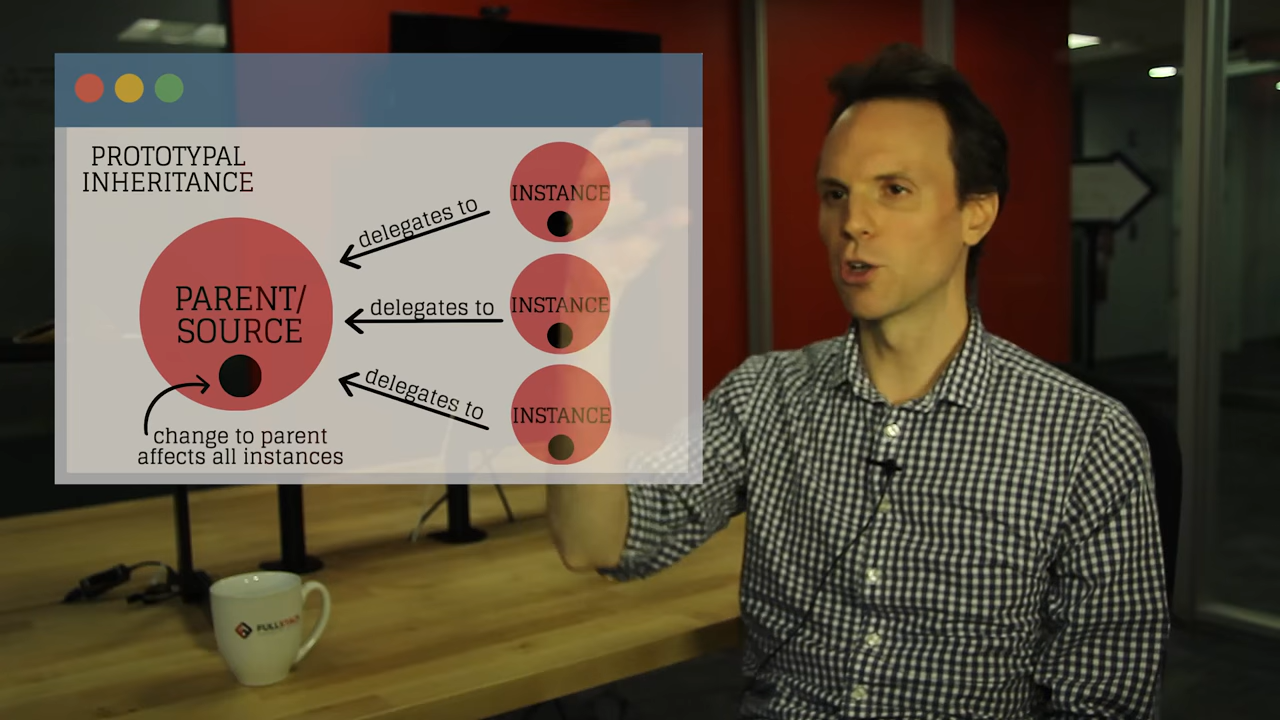 PROTOTYPAL
INHERITANCE
PARENT/
SOURCE
change to parent
affects all instances
delegates to
INSTANCE
delegates to
INSTANCE
delegates to
INSTANCE
FULLSTACK